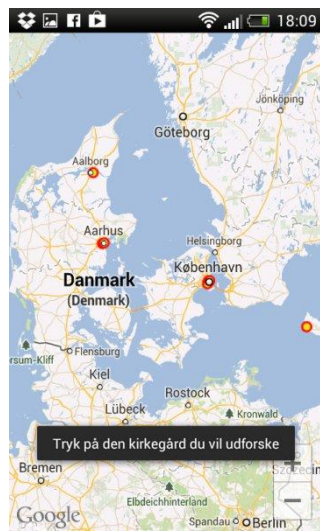 18:09
Jönköping
Göteborg
Aalborg
Aarhus
Helsingborg
København
Danmark
(Denmark)
Flensburg
Kiel
Rostock
Lübeck
Kronwald
Tryk på den kirkegård du vil udforske
Bremen
Szczecin
Elbdeichhinterland
Spandau
Berlin
Google